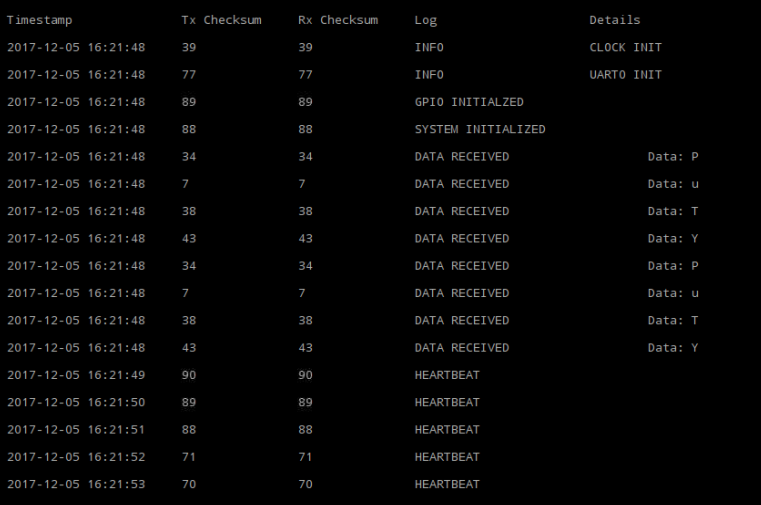 Timestamp Tx Checksum Rx Checksum Log Details
2017-12-05 16:21:48 39 39 INFO CLOCK INIT
2017-12-05 16:21:48 77 77 INFO UART0 INIT
2017-12-05 16:21:48 89 89 GPIO INITIALZED
2017-12-05 16:21:48 88 88 SYSTEM INITIALIZED
2017-12-05 16:21:48 34 34 DATA RECEIVED Data: P
2017-12-05 16:21:48 7 7 DATA RECEIVED Data: u
2017-12-05 16:21:48 38 38 DATA RECEIVED Data: T
2017-12-05 16:21:48 43 43 DATA RECEIVED Data: Y
2017-12-05 16:21:48 34 34 DATA RECEIVED Data: P
2017-12-05 16:21:48 7 7 DATA RECEIVED Data: u
2017-12-05 16:21:48 38 38 DATA RECEIVED Data: T
2017-12-05 16:21:48 43 43 DATA RECEIVED Data: Y
2017-12-05 16:21:49 90 90 HEARTBEAT
2017-12-05 16:21:50 89 89 HEARTBEAT
2017-12-05 16:21:51 88 88 HEARTBEAT
2017-12-05 16:21:52 71 71 HEARTBEAT
2017-12-05 16:21:53 70 70 HEARTBEAT